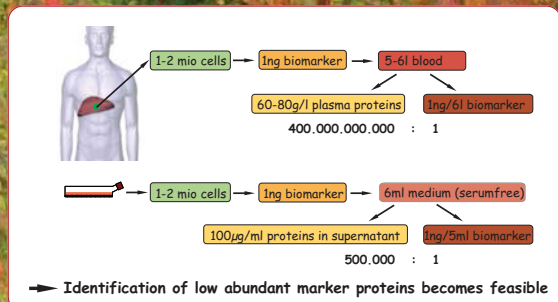 1-2 mio cells 1ng biomarker 5-6l blood
60-80g/l plasma proteins 1ng/6l biomarker
400.000.000.000 : 1
1-2 mio cells 1ng biomarker 6ml medium (serumfree)
100µg/ml proteins in supernatant 1ng/5ml biomarker
500.000 : 1
Identification of low abundant marker proteins becomes feasible